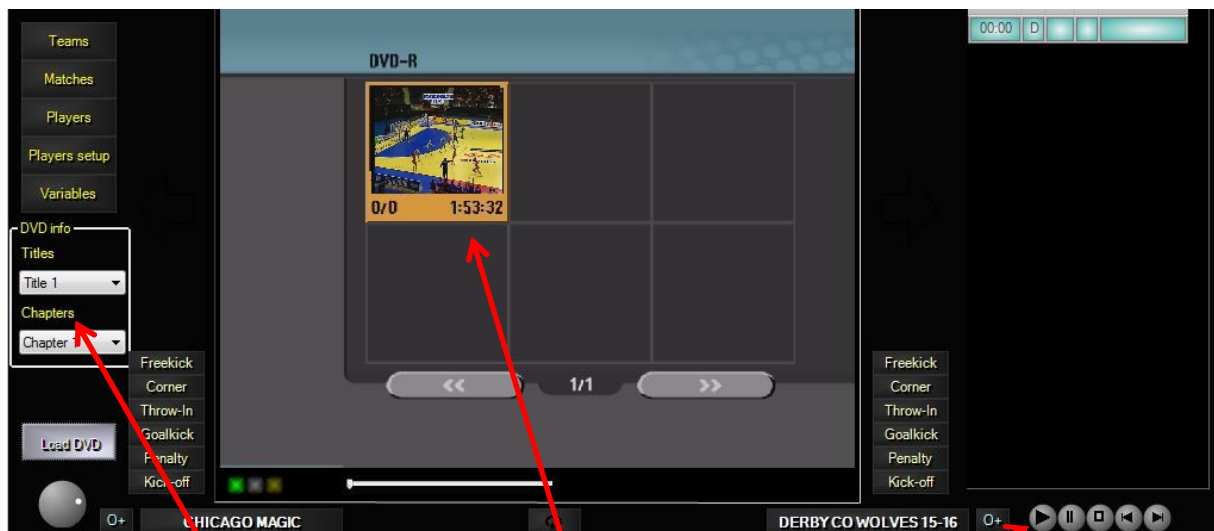 Teams
Matches
Players
Players setup
Variables
DVD info
Titles
Title 1
Chapters
Chapter 1
Load DVD
DVD-R
0/0 1:53:32
<< 1/1 >>
Freekick
Corner
Throw-In
Goalkick
Penalty
Kick-off
Freekick
Corner
Throw-In
Goalkick
Penalty
Kick-off
00:00 D
O+ CHICAGO MAGIC
DERBY CO WOLVES 15-16 O+